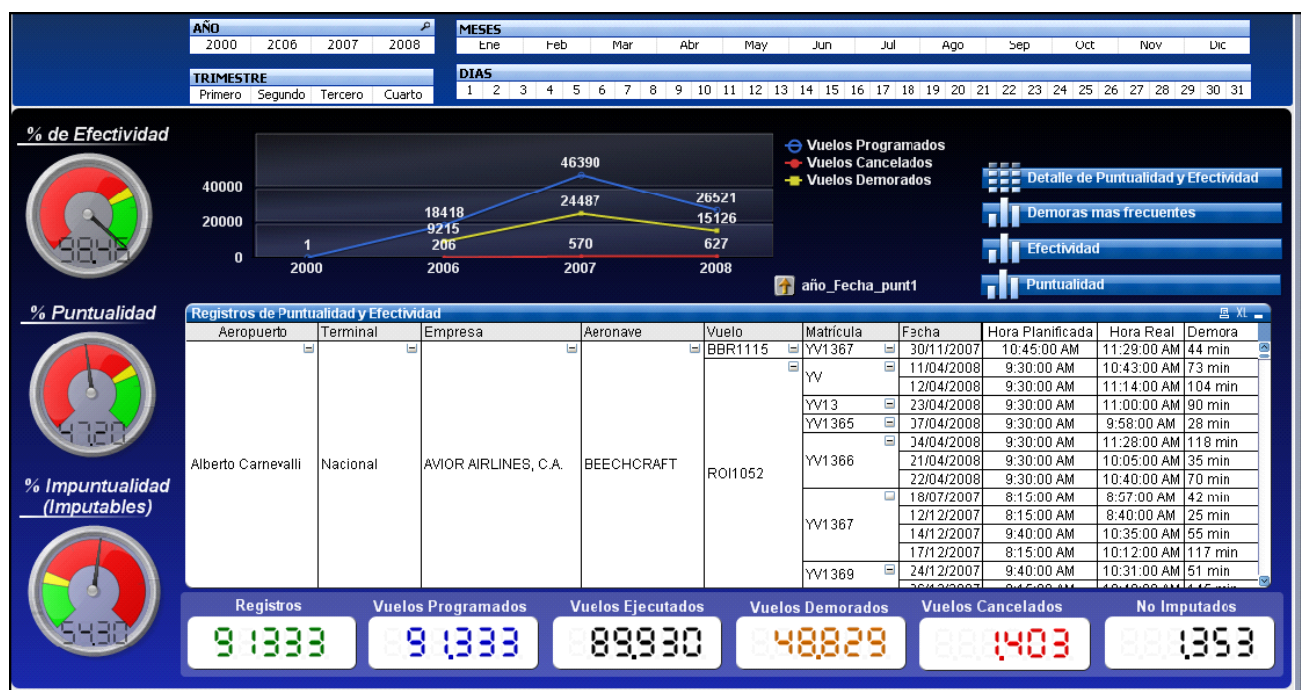 AÑO
2000 2006 2007 2008
MESES
Ene Feb Mar Abr May Jun Jul Ago Sep Oct Nov Dic
TRIMESTRE
Primero Segundo Tercero Cuarto
DIAS
1 2 3 4 5 6 7 8 9 10 11 12 13 14 15 16 17 18 19 20 21 22 23 24 25 26 27 28 29 30 31
% de Efectividad
98,46
% Puntualidad
47,20
% Impuntualidad
(Imputables)
54,30
46390
40000
24487
26521
20000
18418
15126
9215
1
206
570
627
0
2000 2006 2007 2008
Vuelos Programados
Vuelos Cancelados
Vuelos Demorados
año_Fecha_punt1
Detalle de Puntualidad y Efectividad
Demoras mas frecuentes
Efectividad
Puntualidad
Registros de Puntualidad y Efectividad XL
Aeropuerto Terminal Empresa Aeronave Vuelo Matrícula Fecha Hora Planificada Hora Real Demora
BBR1115 YV1367 30/11/2007 10:45:00 AM 11:29:00 AM 44 min
YV 11/04/2008 9:30:00 AM 10:43:00 AM 73 min
12/04/2008 9:30:00 AM 11:14:00 AM 104 min
YV13 23/04/2008 9:30:00 AM 11:00:00 AM 90 min
YV1365 07/04/2008 9:30:00 AM 9:58:00 AM 28 min
04/04/2008 9:30:00 AM 11:28:00 AM 118 min
Alberto Carnevalli Nacional AVIOR AIRLINES, C.A. BEECHCRAFT ROI1052 YV1366 21/04/2008 9:30:00 AM 10:05:00 AM 35 min
22/04/2008 9:30:00 AM 10:40:00 AM 70 min
YV1367 18/07/2007 8:15:00 AM 8:57:00 AM 42 min
12/12/2007 8:15:00 AM 8:40:00 AM 25 min
14/12/2007 9:40:00 AM 10:35:00 AM 55 min
17/12/2007 8:15:00 AM 10:12:00 AM 117 min
YV1369 24/12/2007 9:40:00 AM 10:31:00 AM 51 min
Registros Vuelos Programados Vuelos Ejecutados Vuelos Demorados Vuelos Cancelados No Imputados
91333 91,333 89,930 48,829 1,403 1,353